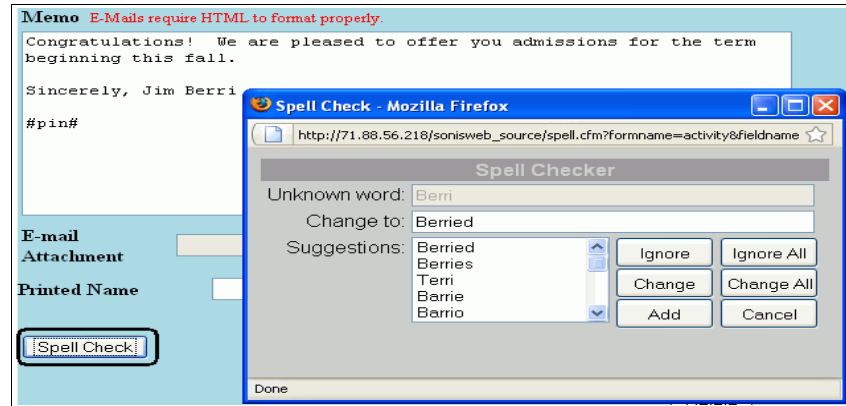 Memo E-Mails require HTML to format properly.
Congratulations! We are pleased to offer you admissions for the term
beginning this fall.
Sincerely, Jim Berri
#pin#
E-mail
Attachment
Printed Name
Spell Check
Spell Check - Mozilla Firefox
http://71.88.56.218/sonisweb_source/spell.cfm?formname=activity&fieldname
Spell Checker
Unknown word: Berri
Change to: Berried
Suggestions: Berried
Berries
Terri
Barrie
Barrio
Ignore Ignore All
Change Change All
Add Cancel
Done